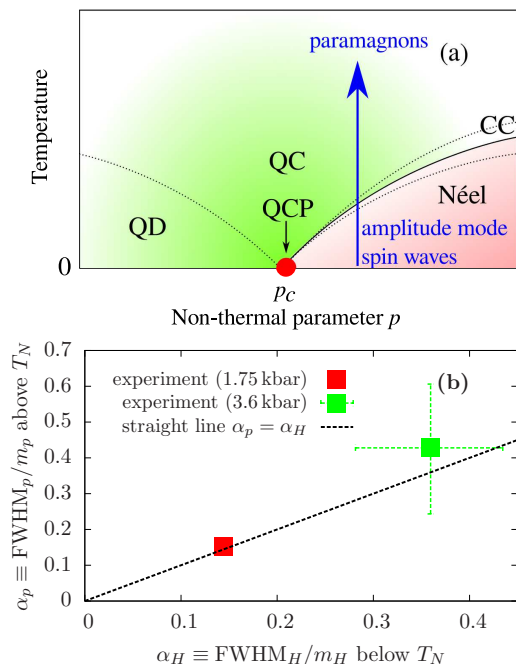 paramagnons
(a)
Temperature
CC
QC
Néel
QCP
QD
amplitude mode
spin waves
0
p_c
Non-thermal parameter p
0.7
0.6
0.5
0.4
0.3
0.2
0.1
0
α_p ≡ FWHM_p/m_p above T_N
experiment (1.75 kbar)
experiment (3.6 kbar)
straight line α_p = α_H
(b)
0
0.1
0.2
0.3
0.4
α_H ≡ FWHM_H/m_H below T_N